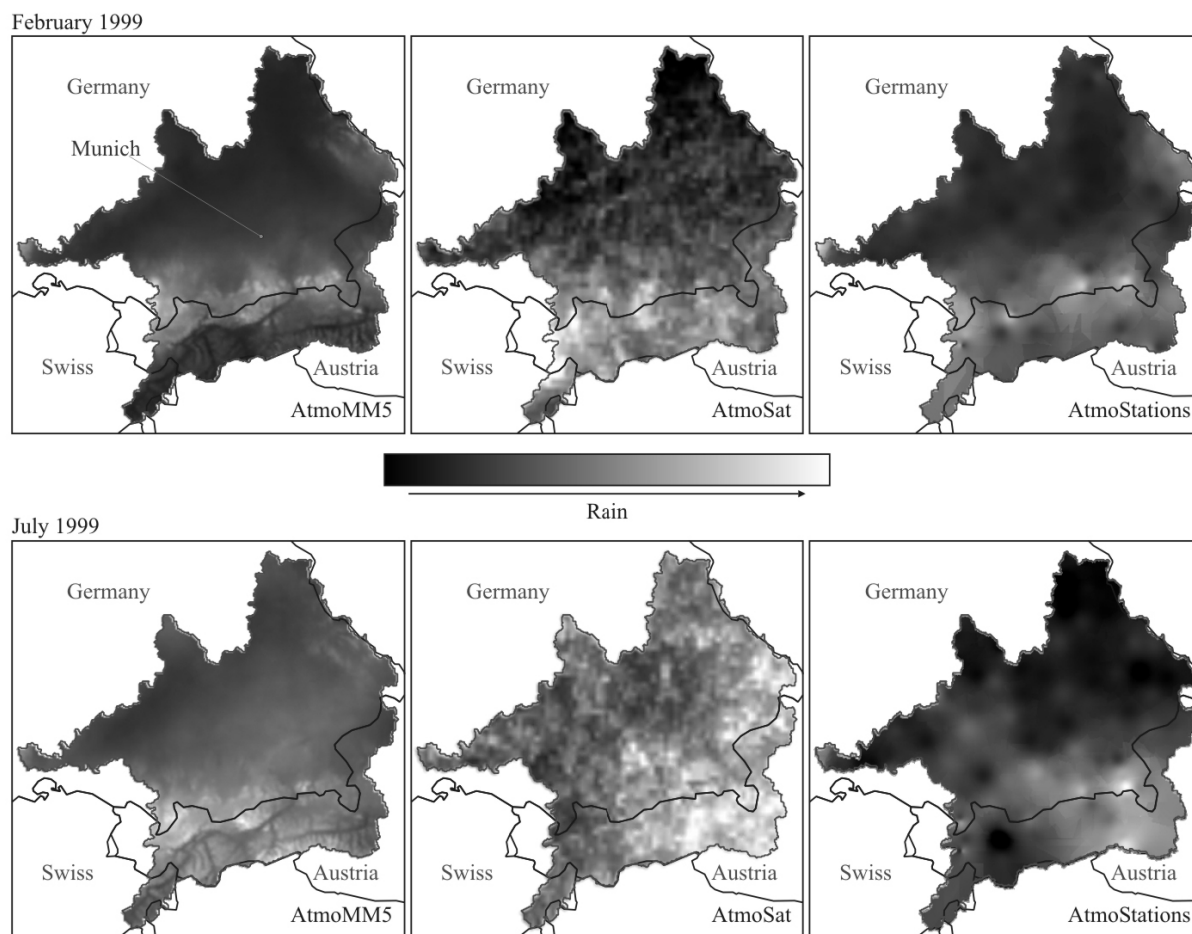 February 1999
Germany
Munich
Swiss
Austria
AtmoMM5
Germany
Swiss
Austria
AtmoSat
Germany
Swiss
Austria
AtmoStations
Rain
July 1999
Germany
Swiss
Austria
AtmoMM5
Germany
Swiss
Austria
AtmoSat
Germany
Swiss
Austria
AtmoStations